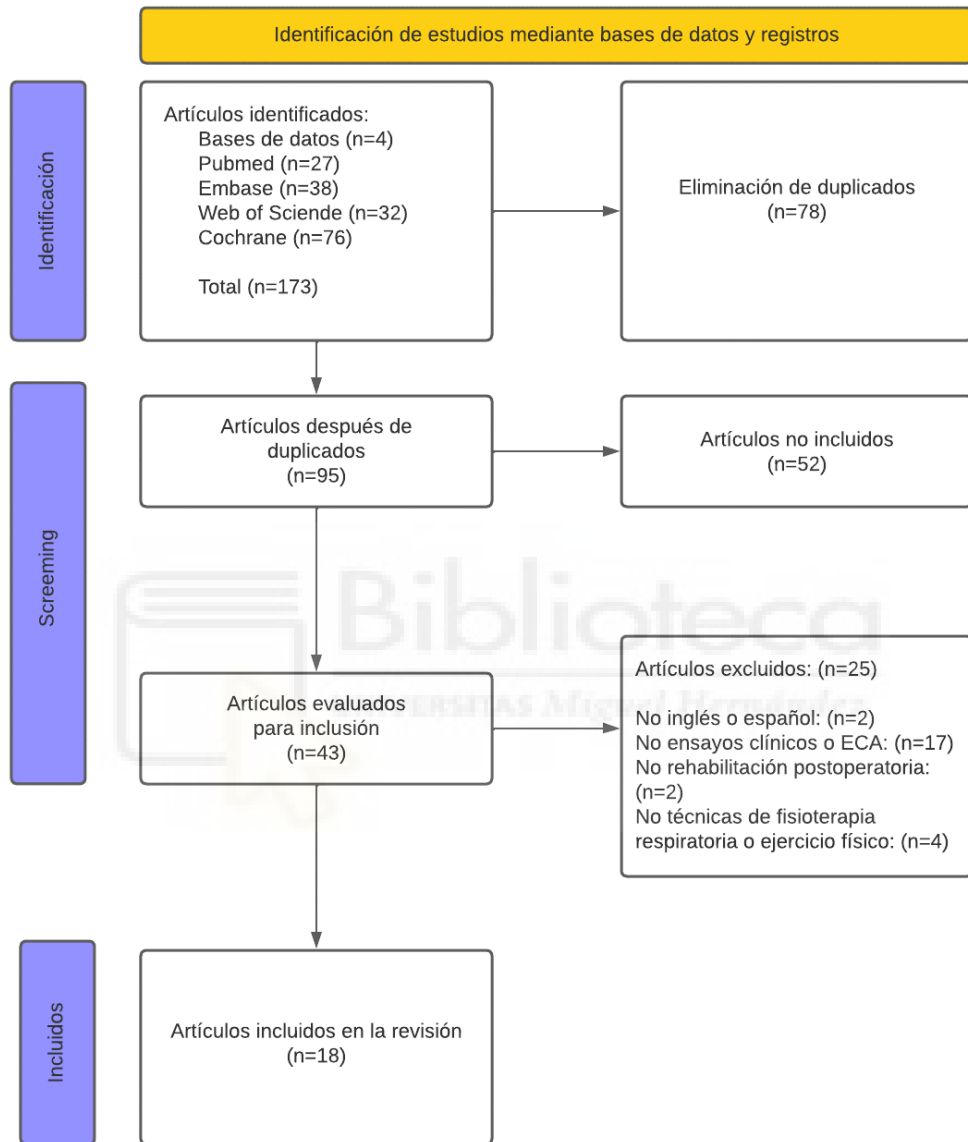 Identificación de estudios mediante bases de datos y registros
Identificación
Artículos identificados:
Bases de datos (n=4)
Pubmed (n=27)
Embase (n=38)
Web of Sciende (n=32)
Cochrane (n=76)
Total (n=173)
Eliminación de duplicados
(n=78)
Screeming
Artículos después de
duplicados
(n=95)
Artículos no incluidos
(n=52)
Biblioteca
UNIVERSITAS Miguel Hernández
Artículos evaluados
para inclusión
(n=43)
Artículos excluidos: (n=25)
No inglés o español: (n=2)
No ensayos clínicos o ECA: (n=17)
No rehabilitación postoperatoria:
(n=2)
No técnicas de fisioterapia
respiratoria o ejercicio físico: (n=4)
Incluidos
Artículos incluidos en la revisión
(n=18)